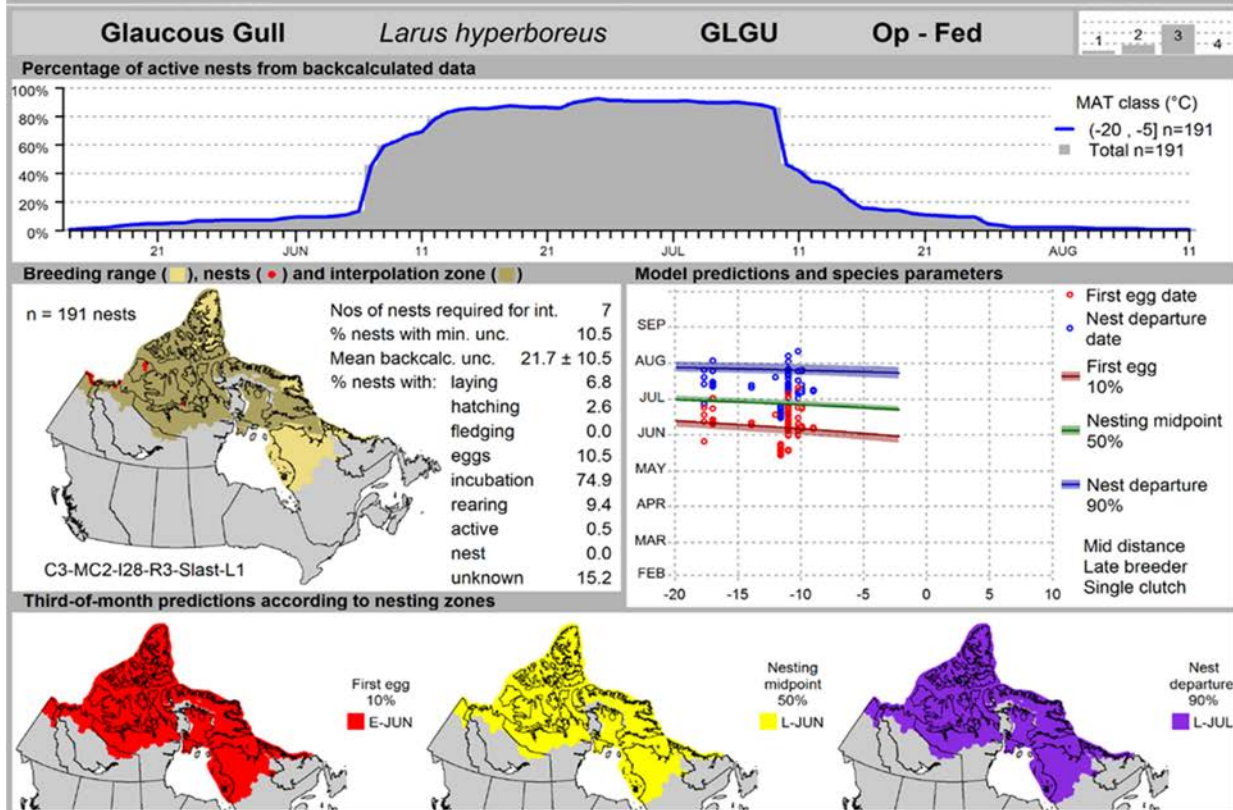 Glaucous Gull Larus hyperboreus GLGU Op - Fed
1 2 3 4
Percentage of active nests from backcalculated data
100%
80%
60%
40%
20%
0%
MAT class (°C)
(-20 , -5] n=191
Total n=191
21 JUN 11 21 JUL 11 21 AUG 11
Breeding range ( ), nests ( ) and interpolation zone ( )
n = 191 nests
Nos of nests required for int. 7
% nests with min. unc. 10.5
Mean backcalc. unc. 21.7 ± 10.5
% nests with: laying 6.8
hatching 2.6
fledging 0.0
eggs 10.5
incubation 74.9
rearing 9.4
active 0.5
nest 0.0
unknown 15.2
C3-MC2-I28-R3-Slast-L1
Model predictions and species parameters
SEP
AUG
JUL
JUN
MAY
APR
MAR
FEB
-20 -15 -10 -5 0 5 10
First egg date
Nest departure
date
First egg
10%
Nesting midpoint
50%
Nest departure
90%
Mid distance
Late breeder
Single clutch
Third-of-month predictions according to nesting zones
First egg
10%
E-JUN
Nesting
midpoint
50%
L-JUN
Nest
departure
90%
L-JUL